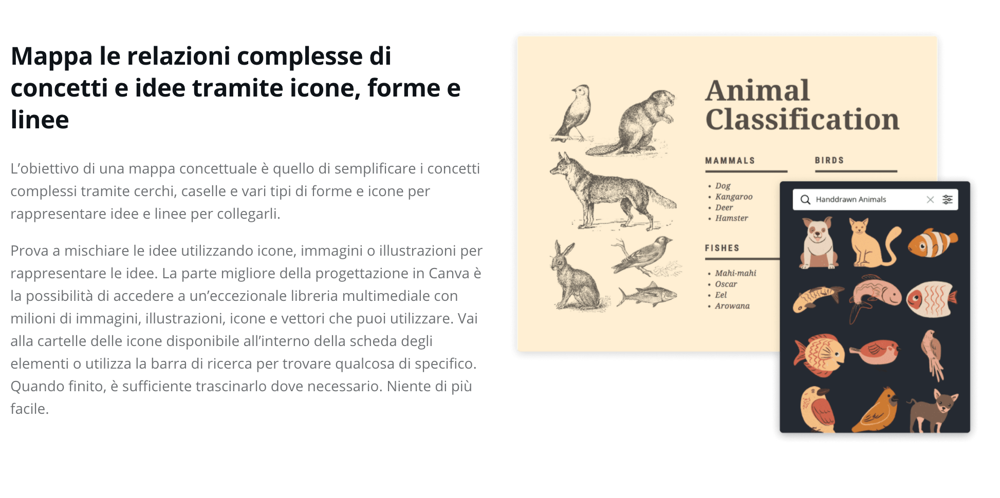 Mappa le relazioni complesse di
concetti e idee tramite icone, forme e
linee
L’obiettivo di una mappa concettuale è quello di semplificare i concetti
complessi tramite cerchi, caselle e vari tipi di forme e icone per
rappresentare idee e linee per collegarli.
Prova a mischiare le idee utilizzando icone, immagini o illustrazioni per
rappresentare le idee. La parte migliore della progettazione in Canva è
la possibilità di accedere a un’eccezionale libreria multimediale con
milioni di immagini, illustrazioni, icone e vettori che puoi utilizzare. Vai
alla cartelle delle icone disponibile all’interno della scheda degli
elementi o utilizza la barra di ricerca per trovare qualcosa di specifico.
Quando finito, è sufficiente trascinarlo dove necessario. Niente di più
facile.
Animal
Classification
MAMMALS
• Dog
• Kangaroo
• Deer
• Hamster
BIRDS
FISHES
• Mahi-mahi
• Oscar
• Eel
• Arowana
Handdrawn Animals